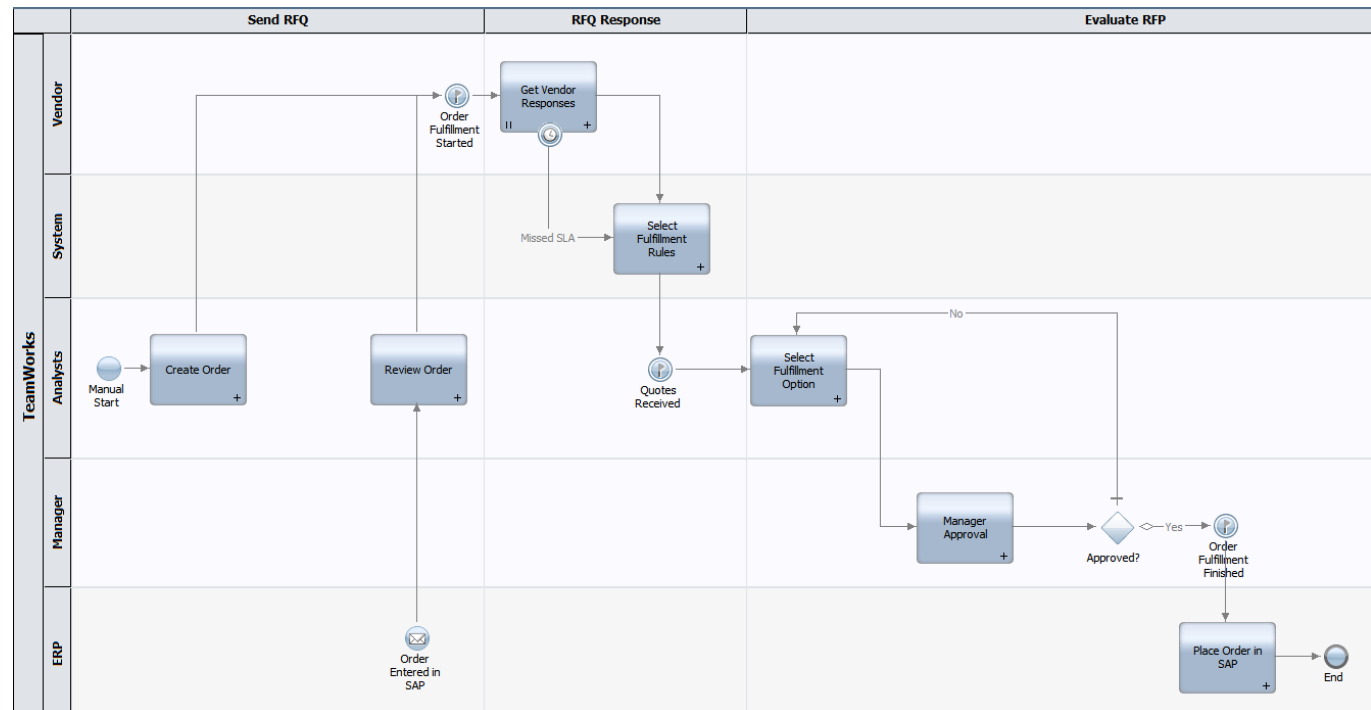 Send RFQ
RFQ Response
Evaluate RFP
TeamWorks
Vendor
Order
Fulfillment
Started
Get Vendor
Responses
System
Missed SLA
Select
Fulfillment
Rules
Analysts
Manual
Start
Create Order
Review Order
Quotes
Received
Select
Fulfillment
Option
No
Manager
Manager
Approval
Approved?
Yes
Order
Fulfillment
Finished
ERP
Order
Entered in
SAP
Place Order in
SAP
End